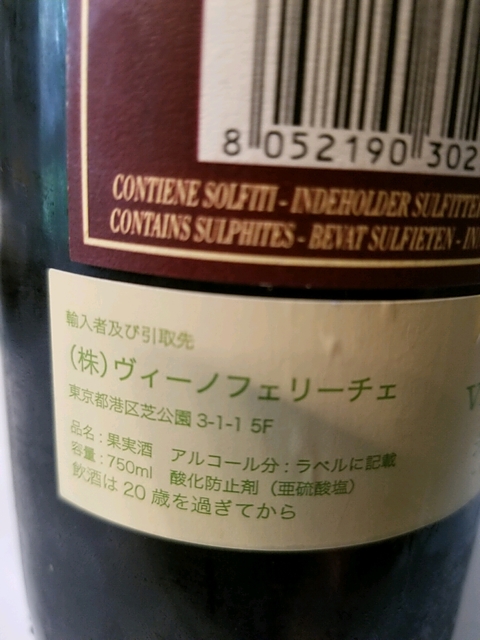 8 052190 302
CONTIENE SOLFITI - INDEHOLDER SULFITTER
CONTAINS SULPHITES - BEVAT SULFIETEN -
輸入者及び引取先
(株)ヴィーノフェリーチェ
東京都港区芝公園 3-1-1 5F
品名:果実酒 アルコール分:ラベルに記載
容量:750ml 酸化防止剤(亜硫酸塩)
飲酒は20歳を過ぎてから